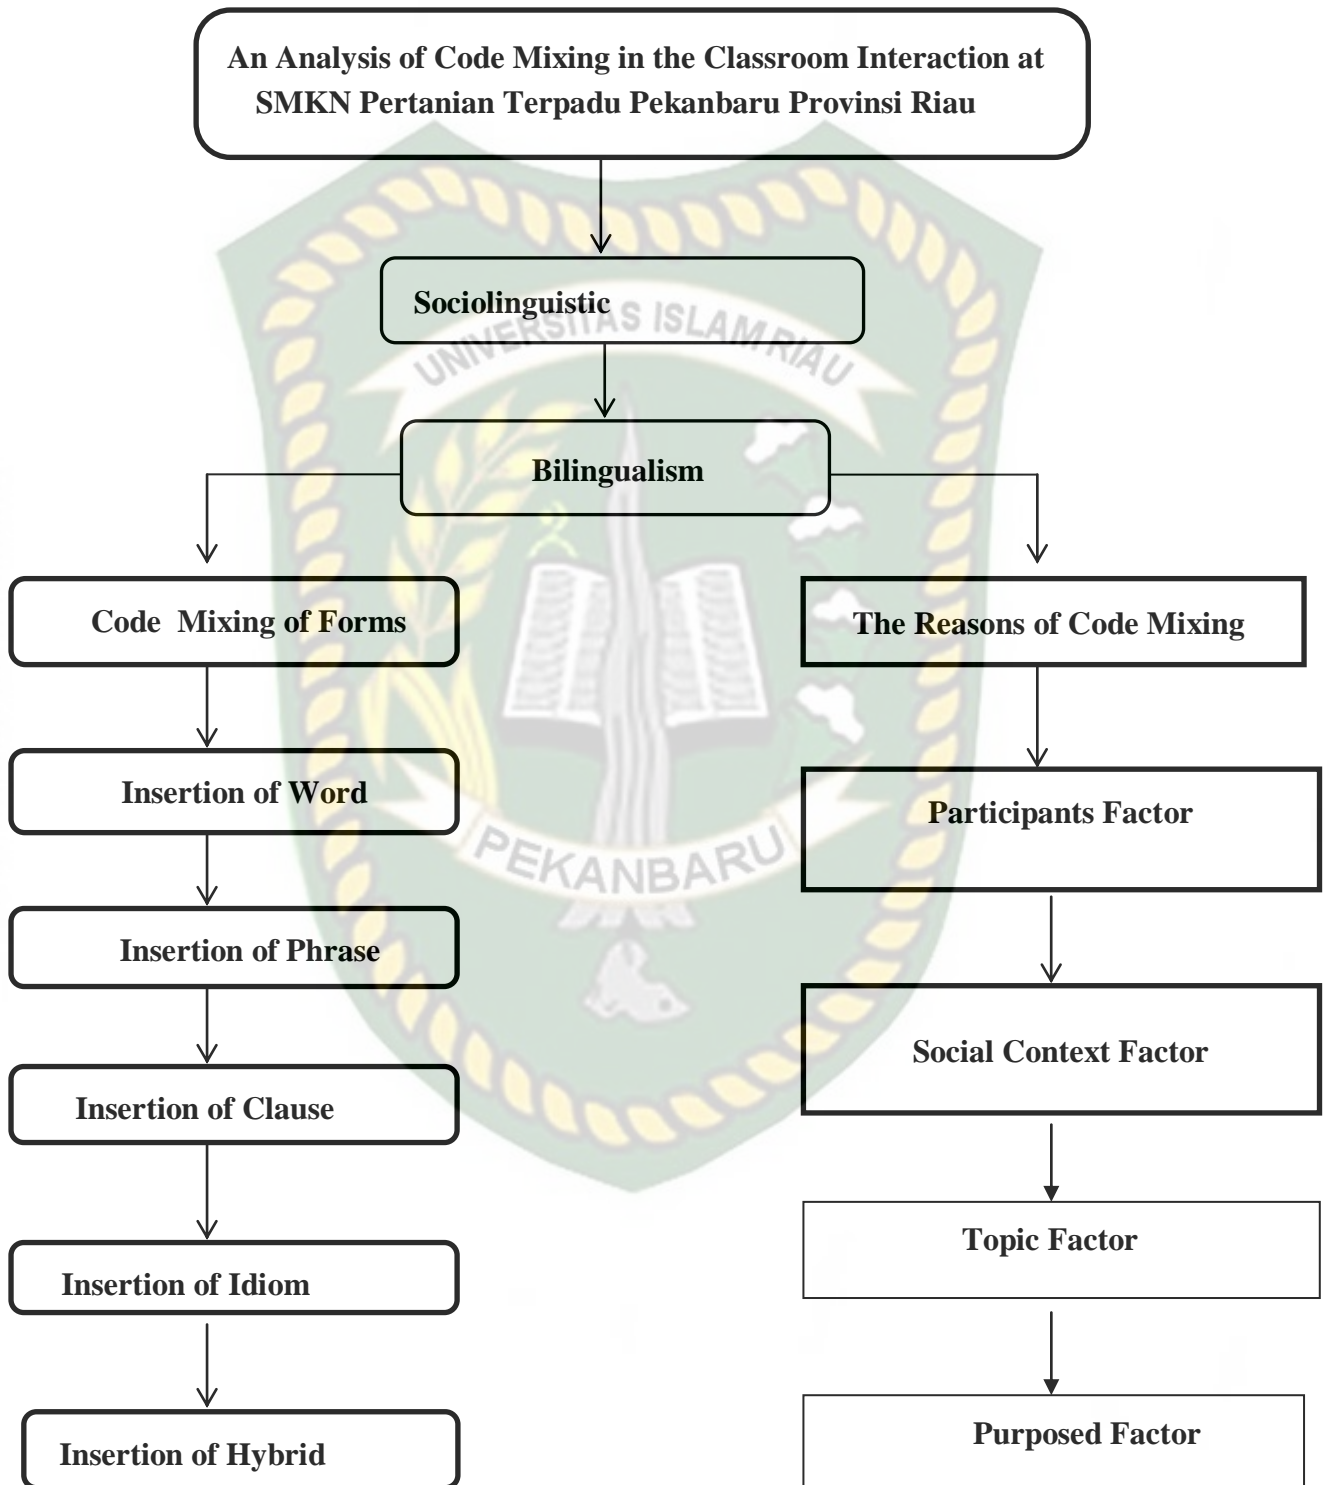 An Analysis of Code Mixing in the Classroom Interaction at
SMKN Pertanian Terpadu Pekanbaru Provinsi Riau
Sociolinguistic
UNIVERSITAS ISLAM RIAU
Bilingualism
Code Mixing of Forms
The Reasons of Code Mixing
Insertion of Word
Participants Factor
PEKANBARU
Insertion of Phrase
Social Context Factor
Insertion of Clause
Topic Factor
Insertion of Idiom
Purposed Factor
Insertion of Hybrid